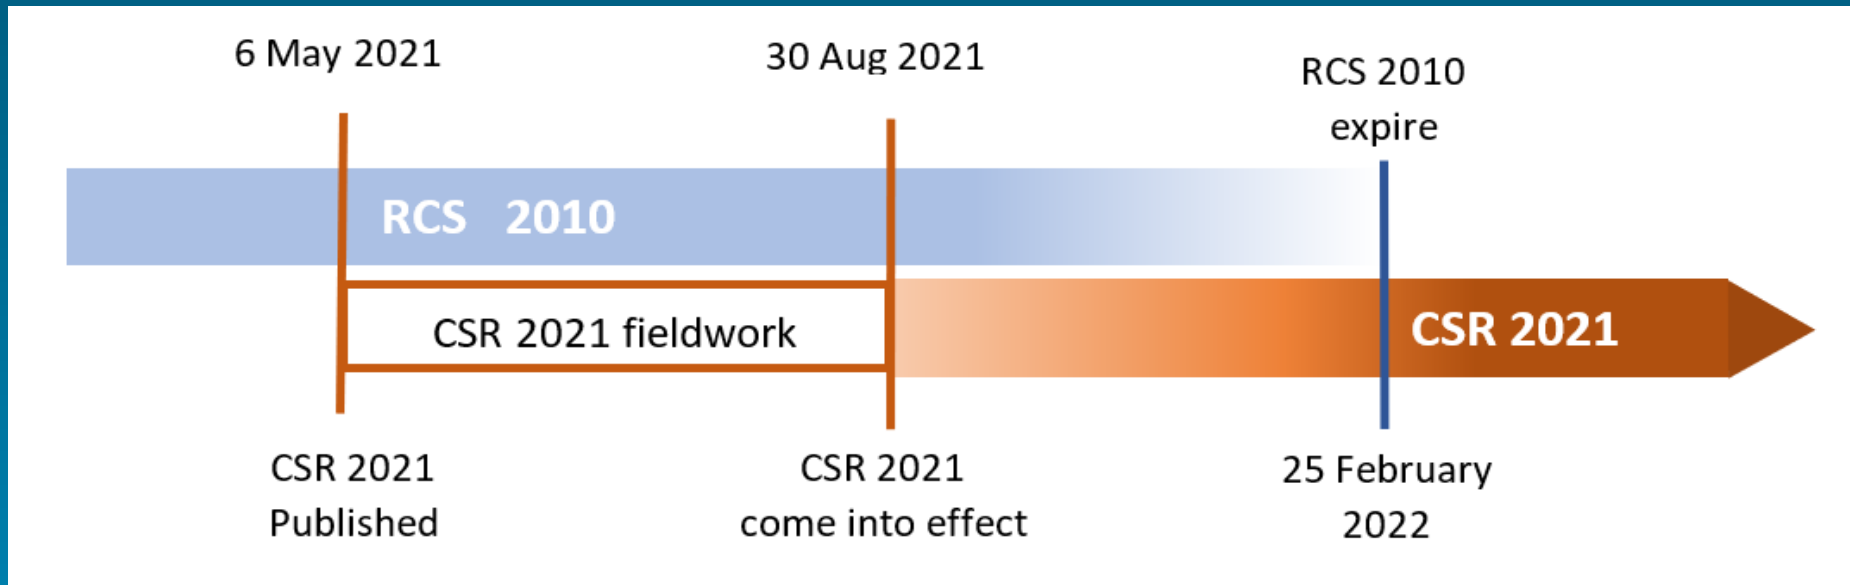 6 May 2021
30 Aug 2021
RCS 2010
expire
RCS 2010
CSR 2021 fieldwork
CSR 2021
CSR 2021
Published
CSR 2021
come into effect
25 February
2022